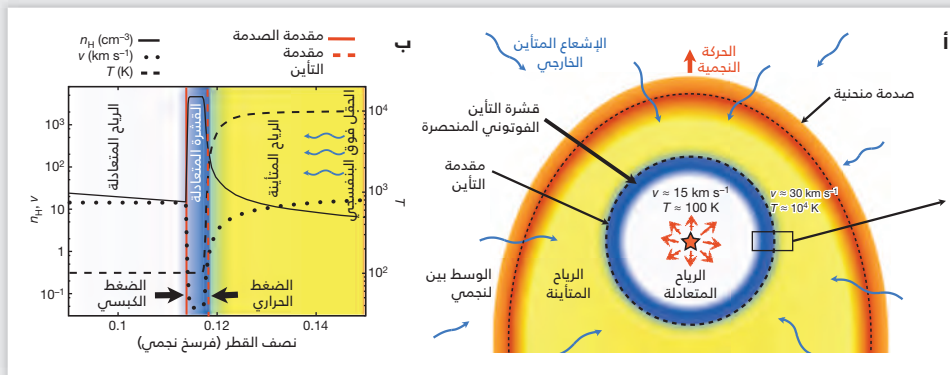 أ
الإشعاع المتأين
الخارجي
الحركة
النجمية
صدمة منحنية
قشرة التأين
الفوتوني المنحصرة
مقدمة
التأين
v ≈ 15 km s⁻¹
T ≈ 100 K
v ≈ 30 km s⁻¹
T ≈ 10⁴ K
الرياح
المتعادلة
الرياح
المتأينة
الوسط بين
لنجمي
ب
مقدمة الصدمة
مقدمة
التأين
n_H (cm⁻³)
v (km s⁻¹)
T (K)
الرياح المتعادلة
القشرة المتعادلة
الرياح المتأينة
الحقل فوق البنفسجي
10³
10²
10
1
10⁻¹
n_H, v
10⁴
10³
10²
T
الضغط
الكبسي
الضغط
الحراري
0.1
0.12
0.14
نصف القطر (فرسخ نجمي)